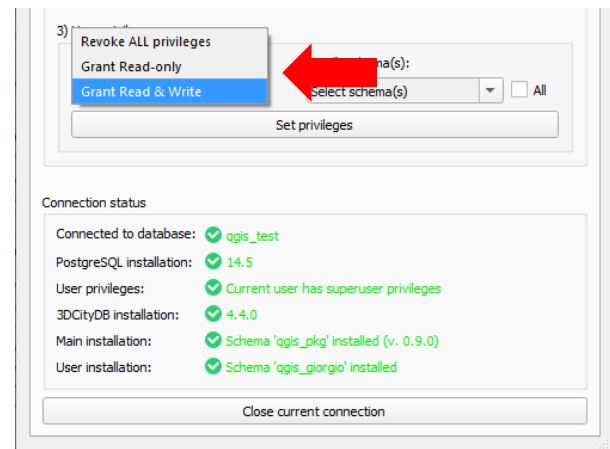 3)
Revoke ALL privileges
Grant Read-only
Grant Read & Write
Select schema(s)
All
Set privileges
Connection status
Connected to database: qgis_test
PostgreSQL installation: 14.5
User privileges: Current user has superuser privileges
3DCityDB installation: 4.4.0
Main installation: Schema 'qgis_pkg' installed (v. 0.9.0)
User installation: Schema 'qgis_giorgio' installed
Close current connection